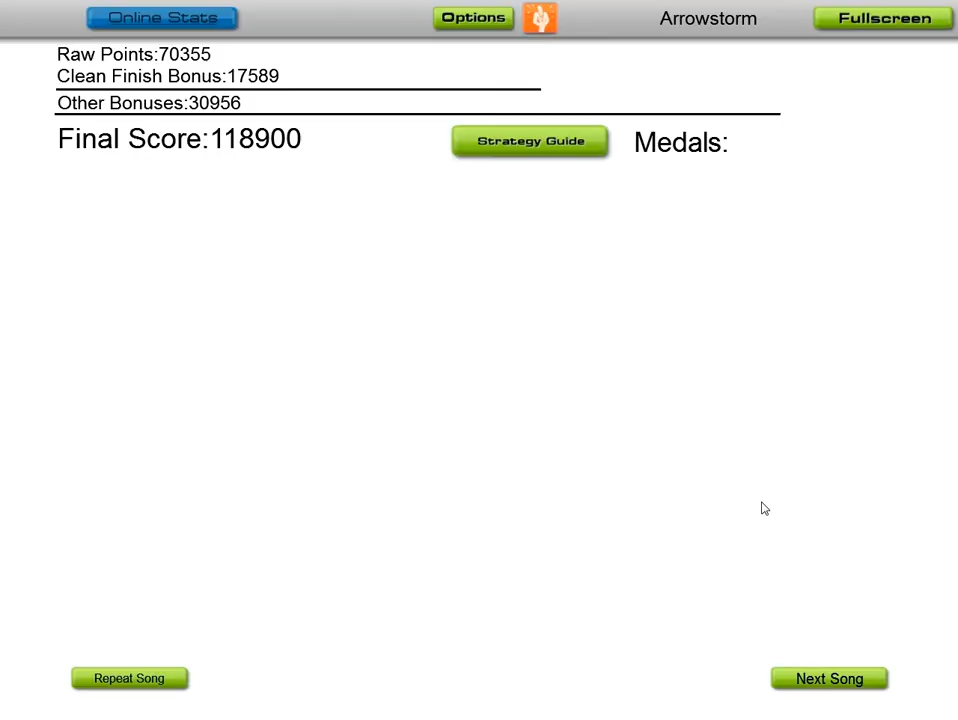 Online Stats
Options
Arrowstorm
Fullscreen
Raw Points:70355
Clean Finish Bonus:17589
Other Bonuses:30956
Final Score:118900
Strategy Guide
Medals:
Repeat Song
Next Song